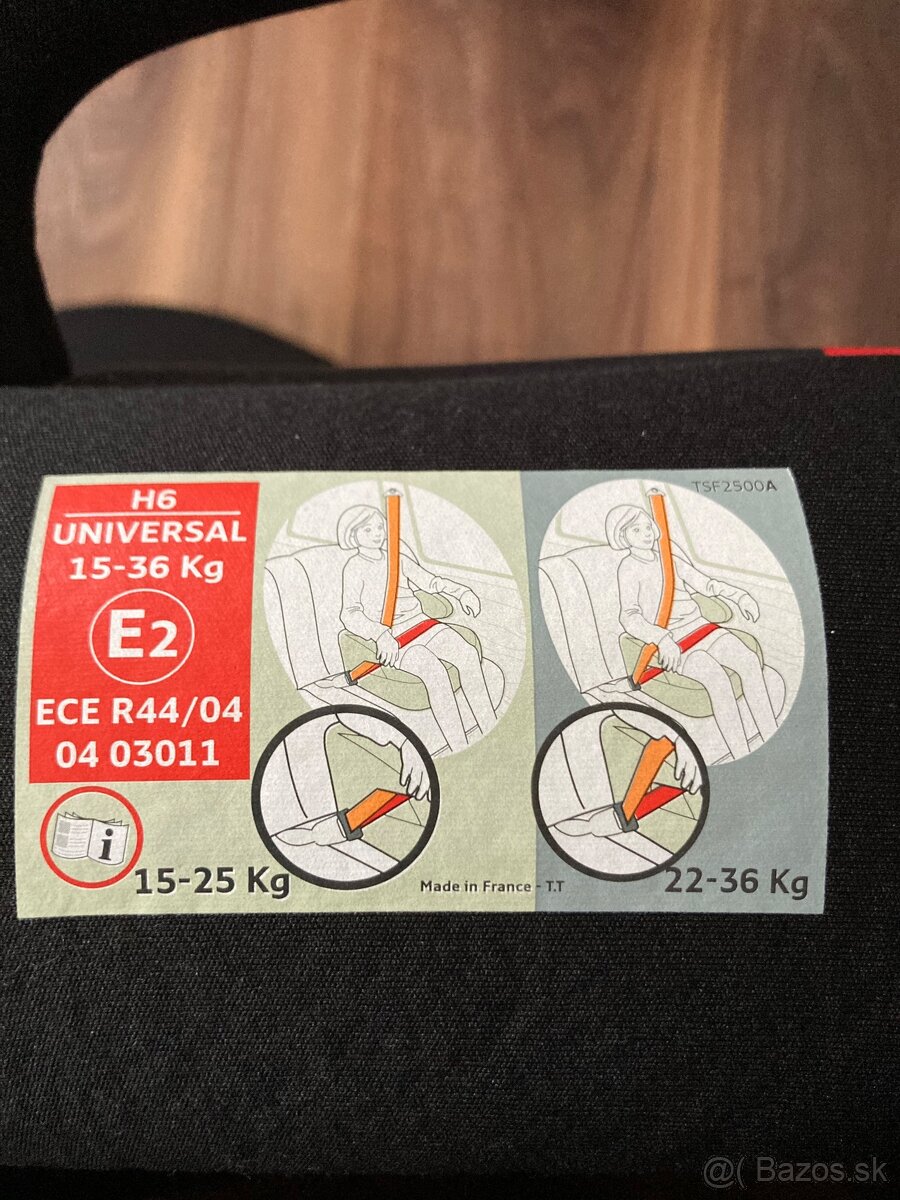 H6
UNIVERSAL
15-36 Kg
E2
ECE R44/04
04 03011
i
15-25 Kg
Made in France - T.T
TSF2500A
22-36 Kg
@( Bazos.sk